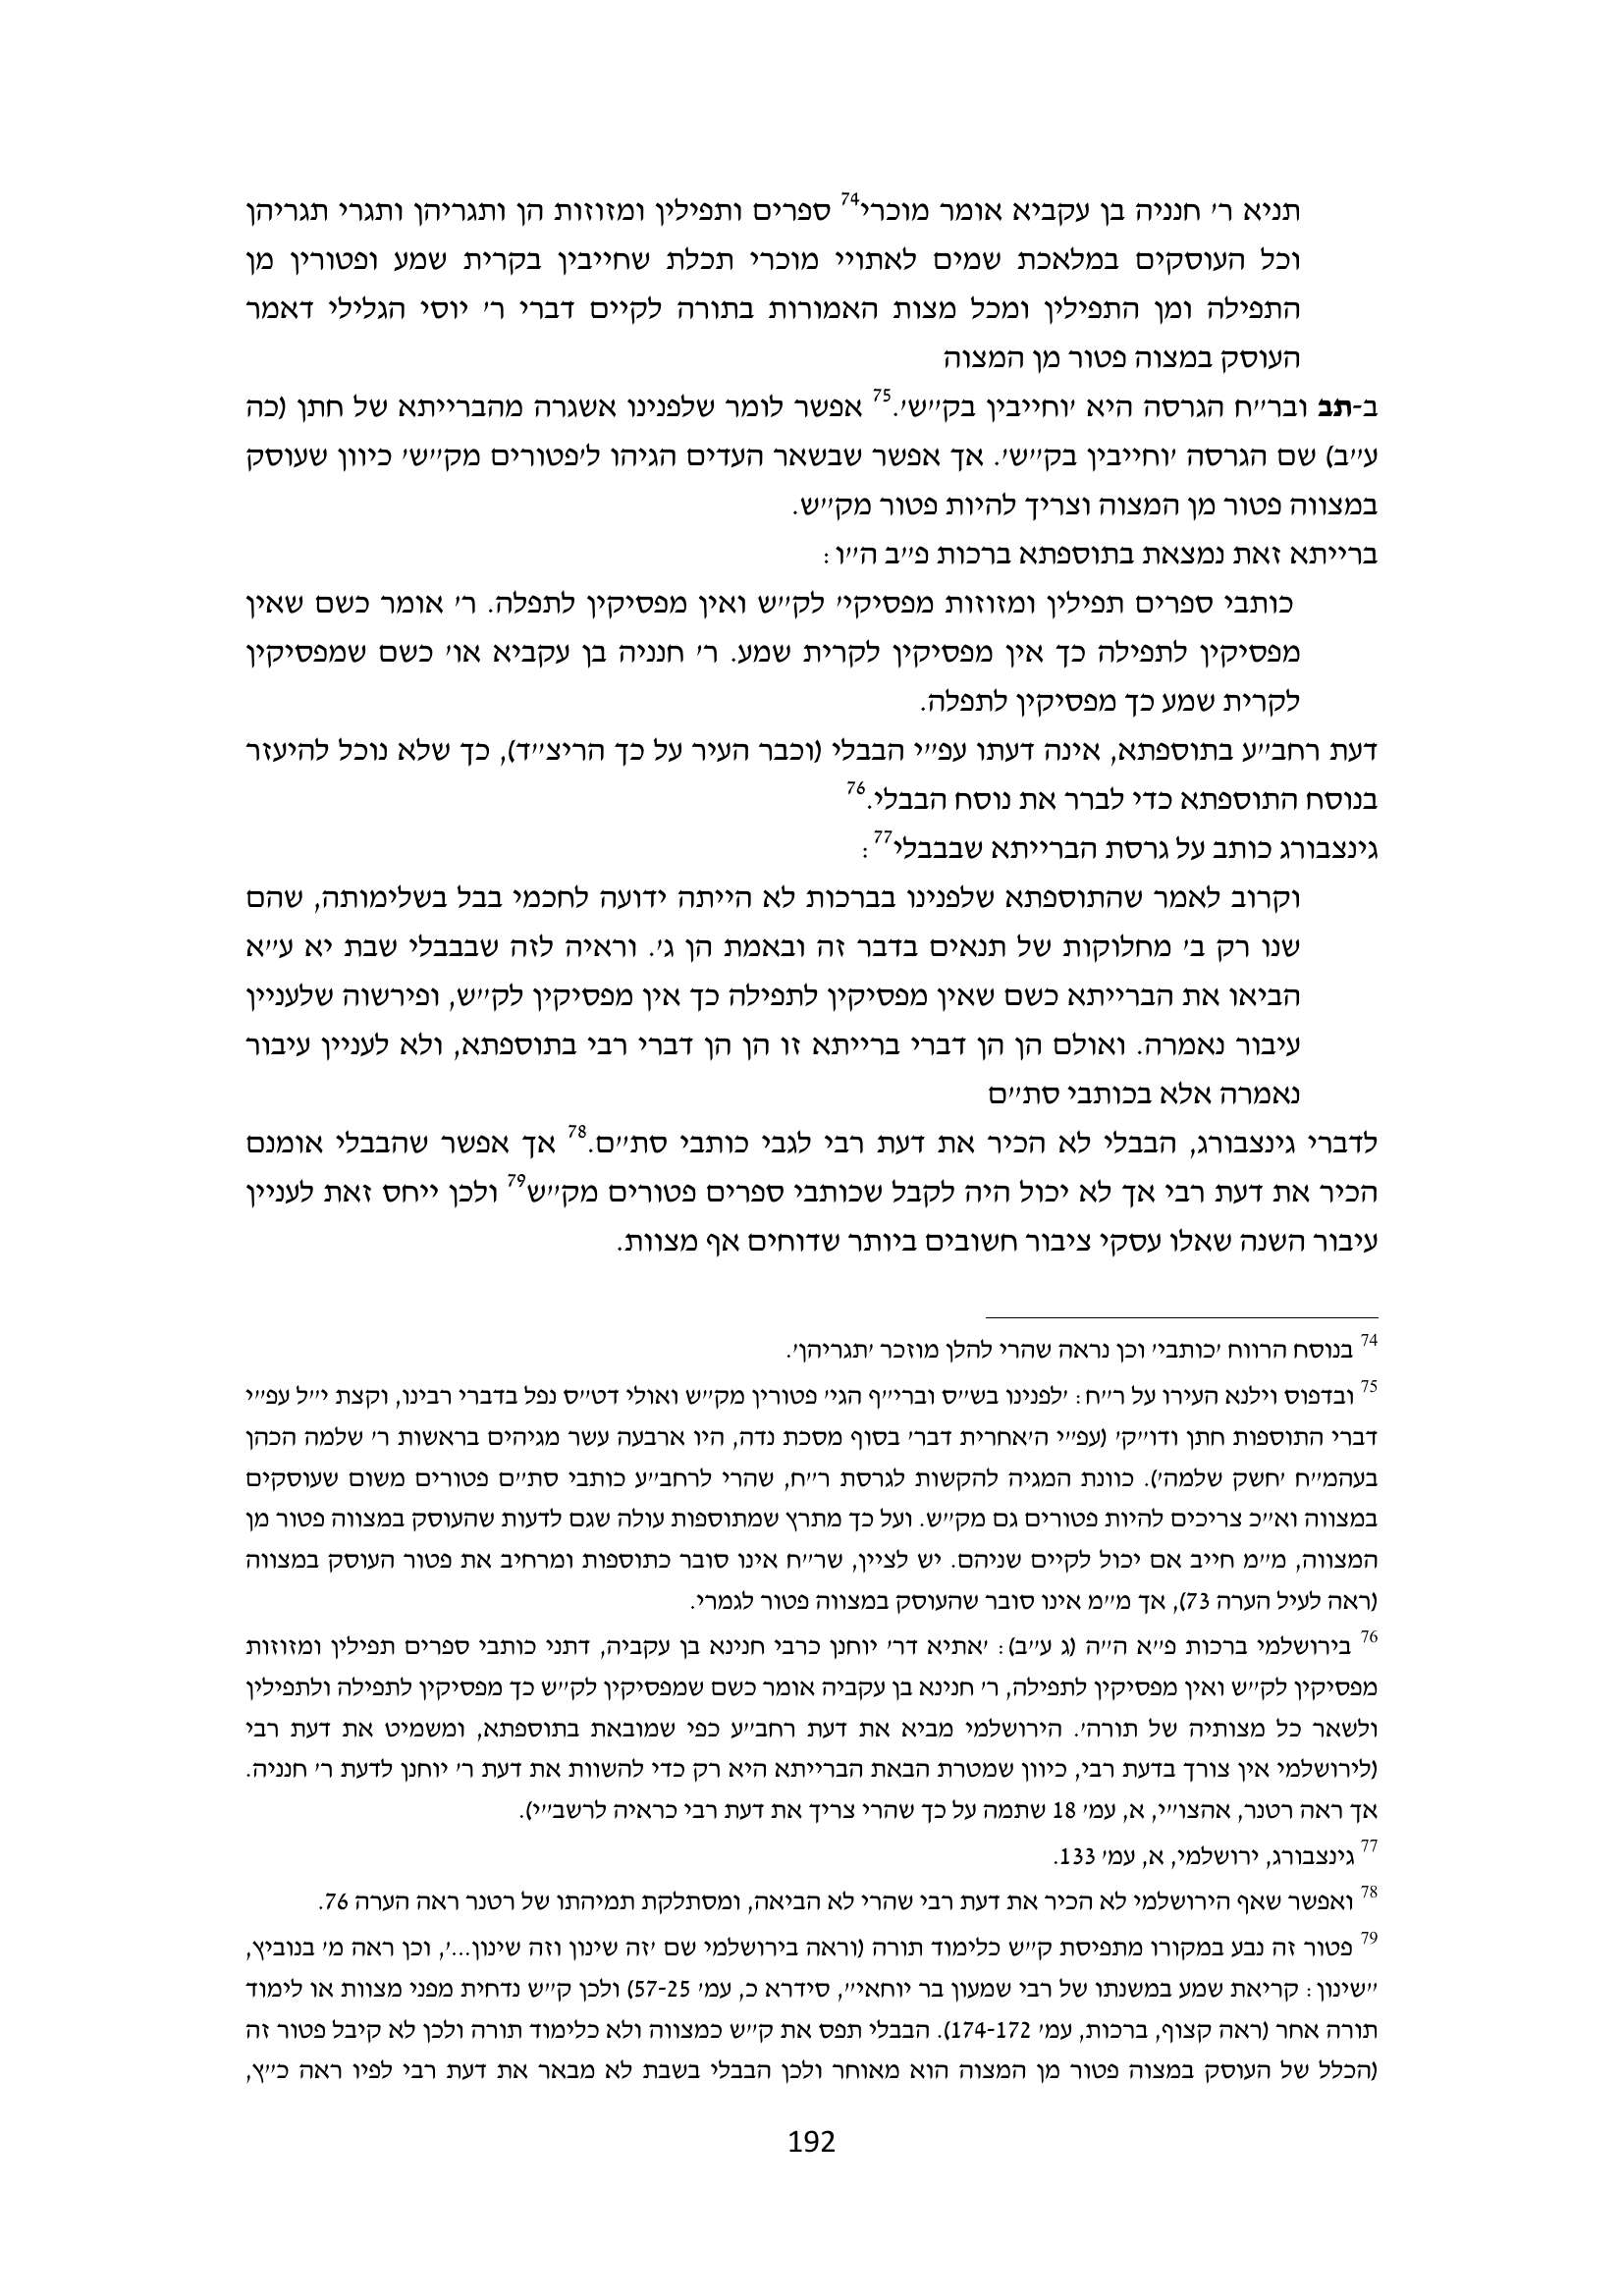 תניא ר׳ חנניה בן עקביא אומר מוכרי74 ספרים ותפילין ומזוזות הן ותגריהן ותגרי תגריהן
וכל העוסקים במלאכת שמים לאתויי מוכרי תכלת שחייבין בקרית שמע ופטורין מן
התפילה ומן התפילין ומכל מצות האמורות בתורה לקיים דברי ר׳ יוסי הגלילי דאמר
העוסק במצוה פטור מן המצוה
ב-תב ובר״ח הגרסה היא ׳וחייבין בק״ש׳.75 אפשר לומר שלפנינו אשגרה מהברייתא של חתן (כה
ע״ב) שם הגרסה ׳וחייבין בק״ש׳. אך אפשר שבשאר העדים הגיהו ל׳פטורים מק״ש׳ כיוון שעוסק
במצווה פטור מן המצוה וצריך להיות פטור מק״ש.
ברייתא זאת נמצאת בתוספתא ברכות פ״ב ה״ו:
כותבי ספרים תפילין ומזוזות מפסיקי׳ לק״ש ואין מפסיקין לתפלה. ר׳ אומר כשם שאין
מפסיקין לתפילה כך אין מפסיקין לקרית שמע. ר׳ חנניה בן עקביא או׳ כשם שמפסיקין
לקרית שמע כך מפסיקין לתפלה.
דעת רחב״ע בתוספתא, אינה דעתו עפ״י הבבלי (וכבר העיר על כך הריצ״ד), כך שלא נוכל להיעזר
בנוסח התוספתא כדי לברר את נוסח הבבלי.76
גינצבורג כותב על גרסת הברייתא שבבבלי77:
וקרוב לאמר שהתוספתא שלפנינו בברכות לא הייתה ידועה לחכמי בבל בשלימותה, שהם
שנו רק ב׳ מחלוקות של תנאים בדבר זה ובאמת הן ג׳. וראיה לזה שבבבלי שבת יא ע״א
הביאו את הברייתא כשם שאין מפסיקין לתפילה כך אין מפסיקין לק״ש, ופירשוה שלעניין
עיבור נאמרה. ואולם הן הן דברי ברייתא זו הן הן דברי רבי בתוספתא, ולא לעניין עיבור
נאמרה אלא בכותבי סת״ם
לדברי גינצבורג, הבבלי לא הכיר את דעת רבי לגבי כותבי סת״ם.78 אך אפשר שהבבלי אומנם
הכיר את דעת רבי אך לא יכול היה לקבל שכותבי ספרים פטורים מק״ש79 ולכן ייחס זאת לעניין
עיבור השנה שאלו עסקי ציבור חשובים ביותר שדוחים אף מצוות.
74 בנוסח הרווח ׳כותבי׳ וכן נראה שהרי להלן מוזכר ׳תגריהן׳.
75 ובדפוס וילנא העירו על ר״ח: ׳לפנינו בש״ס וברי״ף הגי׳ פטורין מק״ש ואולי דט״ס נפל בדברי רבינו, וקצת י״ל עפ״י
דברי התוספות חתן ודו״ק׳ (עפ״י ה׳אחרית דבר׳ בסוף מסכת נדה, היו ארבעה עשר מגיהים בראשות ר׳ שלמה הכהן
בעהמ״ח ׳חשק שלמה׳). כוונת המגיה להקשות לגרסת ר״ח, שהרי לרחב״ע כותבי סת״ם פטורים משום שעוסקים
במצווה וא״כ צריכים להיות פטורים גם מק״ש. ועל כך מתרץ שמתוספות עולה שגם לדעות שהעוסק במצווה פטור מן
המצווה, מ״מ חייב אם יכול לקיים שניהם. יש לציין, שר״ח אינו סובר כתוספות ומרחיב את פטור העוסק במצווה
(ראה לעיל הערה 73), אך מ״מ אינו סובר שהעוסק במצווה פטור לגמרי.
76 בירושלמי ברכות פ״א ה״ה (ג ע״ב): ׳אתיא דר׳ יוחנן כרבי חנינא בן עקביה, דתני כותבי ספרים תפילין ומזוזות
מפסיקין לק״ש ואין מפסיקין לתפילה, ר׳ חנינא בן עקביה אומר כשם שמפסיקין לק״ש כך מפסיקין לתפילה ולתפילין
ולשאר כל מצותיה של תורה׳. הירושלמי מביא את דעת רחב״ע כפי שמובאת בתוספתא, ומשמיט את דעת רבי
(לירושלמי אין צורך בדעת רבי, כיוון שמטרת הבאת הברייתא היא רק כדי להשוות את דעת ר׳ יוחנן לדעת ר׳ חנניה.
אך ראה רטנר, אהצו״י, א, עמ׳ 18 שתמה על כך שהרי צריך את דעת רבי כראיה לרשב״י).
77 גינצבורג, ירושלמי, א, עמ׳ 133.
78 ואפשר שאף הירושלמי לא הכיר את דעת רבי שהרי לא הביאה, ומסתלקת תמיהתו של רטנר ראה הערה 76.
79 פטור זה נבע במקורו מתפיסת ק״ש כלימוד תורה (וראה בירושלמי שם ׳זה שינון וזה שינון...׳, וכן ראה מ׳ בנוביץ,
״שינון: קריאת שמע במשנתו של רבי שמעון בר יוחאי״, סידרא כ, עמ׳ 57-25) ולכן ק״ש נדחית מפני מצוות או לימוד
תורה אחר (ראה קצוף, ברכות, עמ׳ 174-172). הבבלי תפס את ק״ש כמצווה ולא כלימוד תורה ולכן לא קיבל פטור זה
(הכלל של העוסק במצוה פטור מן המצוה הוא מאוחר ולכן הבבלי בשבת לא מבאר את דעת רבי לפיו ראה כ״ץ,
192